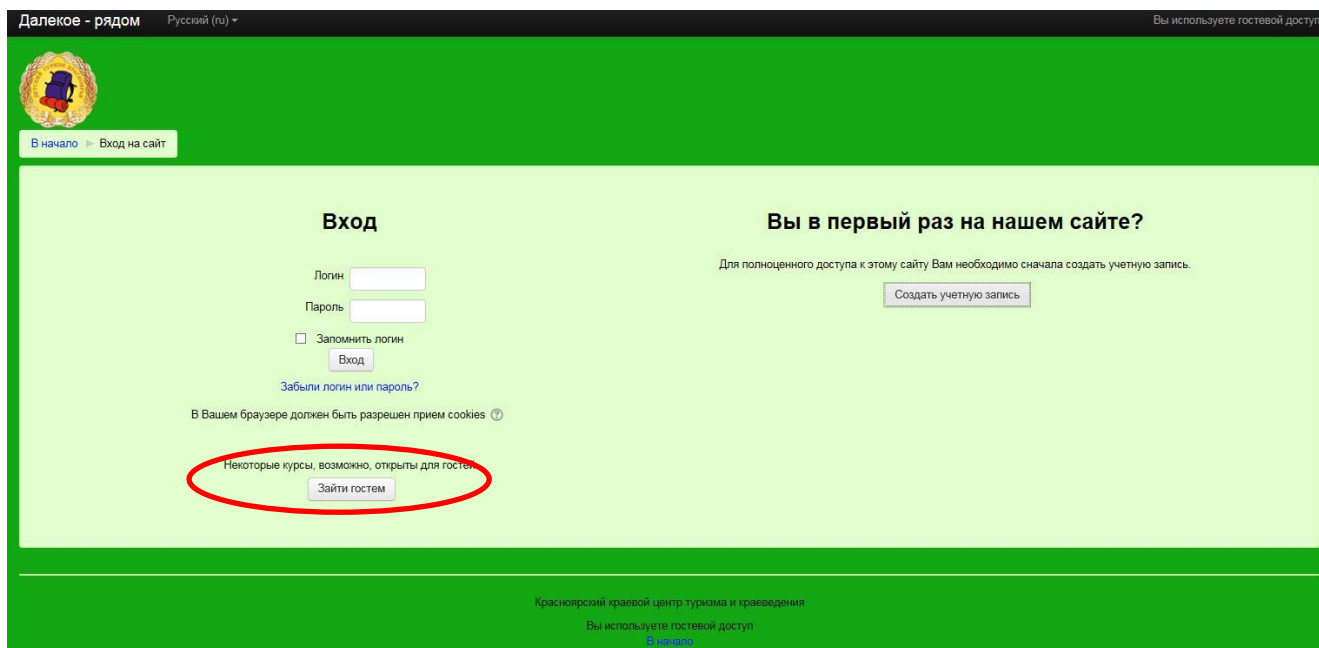 Далекое - рядом Русский (ru) Вы используете гостевой доступ
В начало Вход на сайт
Вход
Логин
Пароль
Запомнить логин
Вход
Забыли логин или пароль?
В Вашем браузере должен быть разрешен прием cookies
Некоторые курсы, возможно, открыты для гостей
Зайти гостем
Вы в первый раз на нашем сайте?
Для полноценного доступа к этому сайту Вам необходимо сначала создать учетную запись.
Создать учетную запись
Красноярский краевой центр туризма и краеведения
Вы используете гостевой доступ
В начало